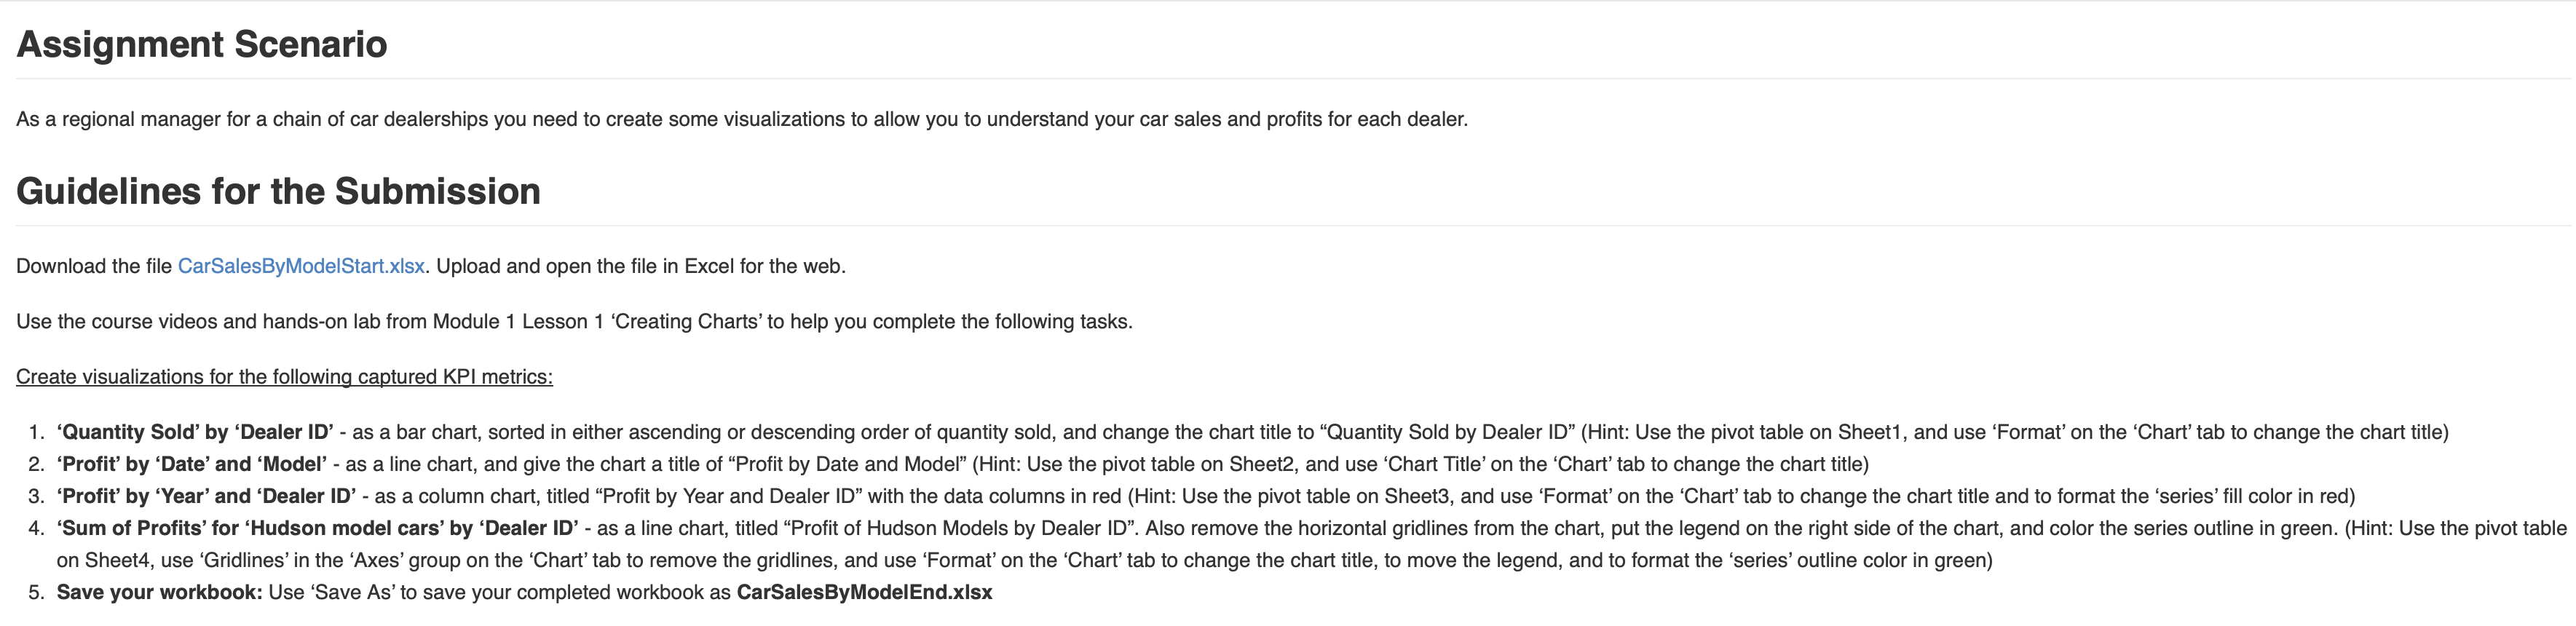 Assignment Scenario
As a regional manager for a chain of car dealerships you need to create some visualizations to allow you to understand your car sales and profits for each dealer.
Guidelines for the Submission
Download the file CarSalesByModelStart.xlsx. Upload and open the file in Excel for the web.
Use the course videos and hands-on lab from Module 1 Lesson 1 ‘Creating Charts’ to help you complete the following tasks.
Create visualizations for the following captured KPI metrics:
1. ‘Quantity Sold’ by ‘Dealer ID’ - as a bar chart, sorted in either ascending or descending order of quantity sold, and change the chart title to “Quantity Sold by Dealer ID” (Hint: Use the pivot table on Sheet1, and use ‘Format’ on the ‘Chart’ tab to change the chart title)
2. ‘Profit’ by ‘Date’ and ‘Model’ - as a line chart, and give the chart a title of “Profit by Date and Model” (Hint: Use the pivot table on Sheet2, and use ‘Chart Title’ on the ‘Chart’ tab to change the chart title)
3. ‘Profit’ by ‘Year’ and ‘Dealer ID’ - as a column chart, titled “Profit by Year and Dealer ID” with the data columns in red (Hint: Use the pivot table on Sheet3, and use ‘Format’ on the ‘Chart’ tab to change the chart title and to format the ‘series’ fill color in red)
4. ‘Sum of Profits’ for ‘Hudson model cars’ by ‘Dealer ID’ - as a line chart, titled “Profit of Hudson Models by Dealer ID”. Also remove the horizontal gridlines from the chart, put the legend on the right side of the chart, and color the series outline in green. (Hint: Use the pivot table
on Sheet4, use ‘Gridlines’ in the ‘Axes’ group on the ‘Chart’ tab to remove the gridlines, and use ‘Format’ on the ‘Chart’ tab to change the chart title, to move the legend, and to format the ‘series’ outline color in green)
5. Save your workbook: Use ‘Save As’ to save your completed workbook as CarSalesByModelEnd.xlsx